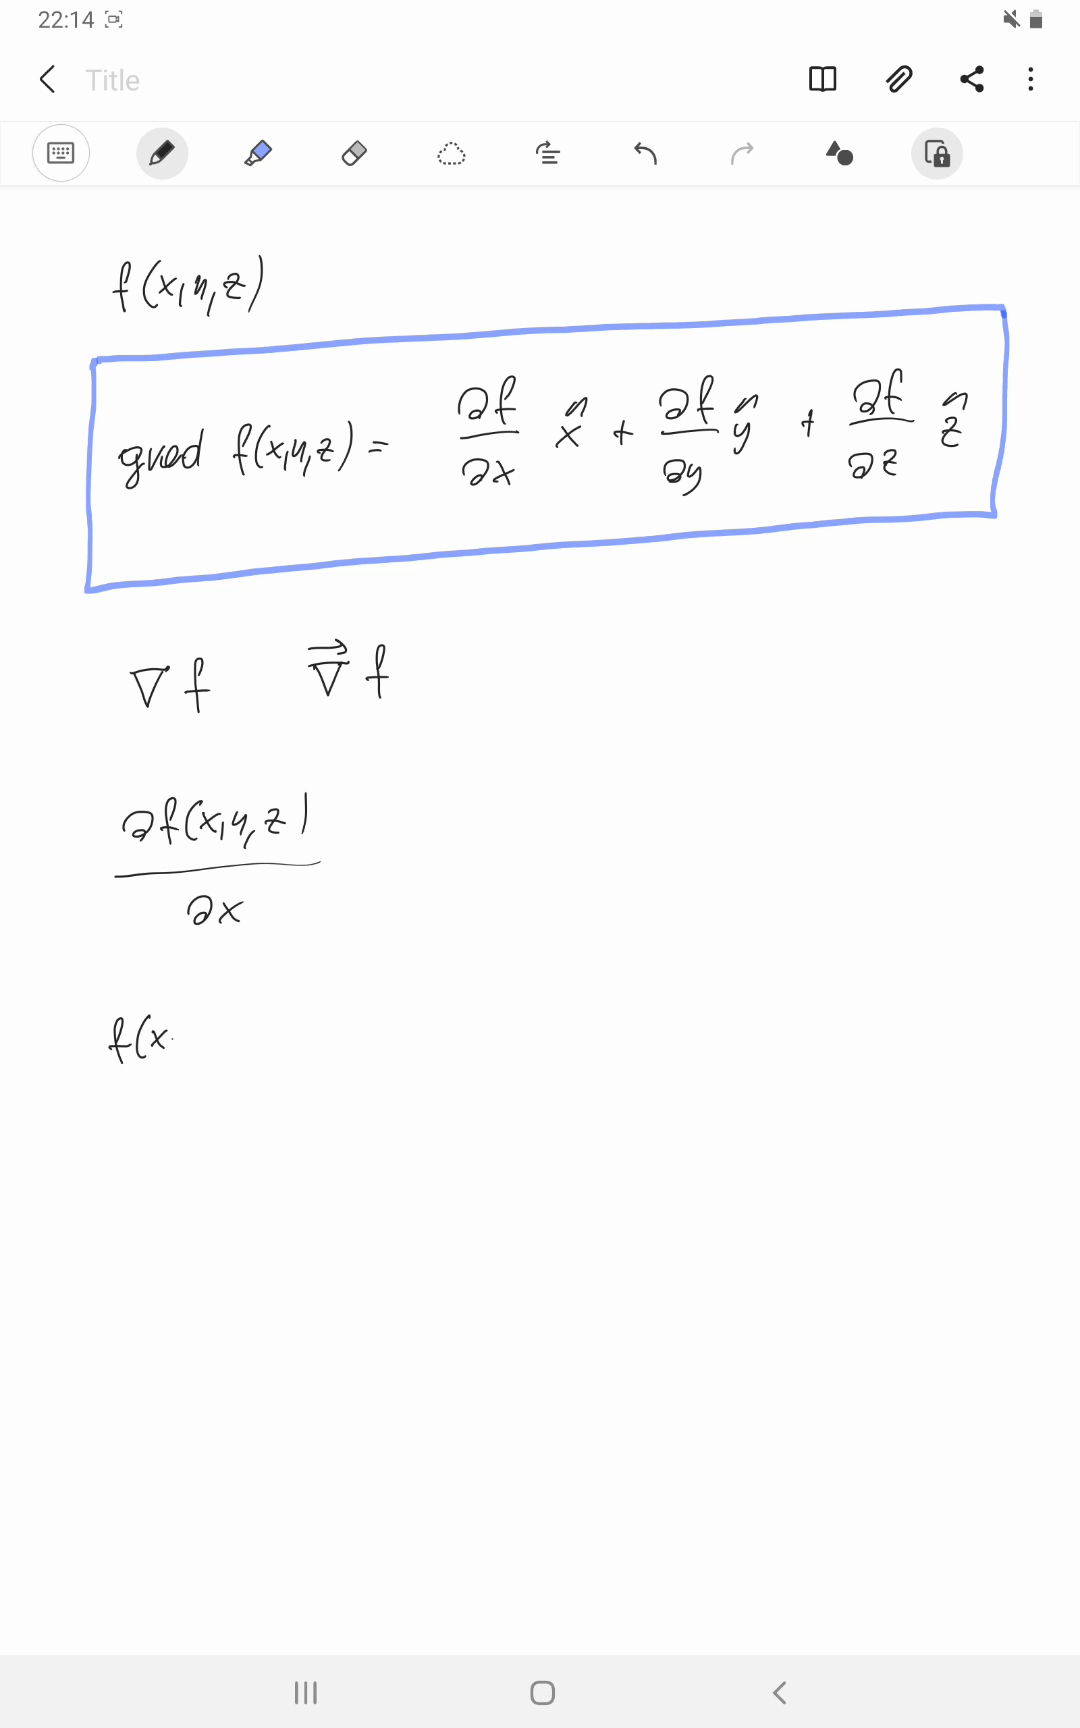 22:14
Title
f(x,y,z)
grad f(x,y,z) = ∂f/∂x x̂ + ∂f/∂y ŷ + ∂f/∂z ẑ
∇f ∇⃗f
∂f(x,y,z)/∂x
f(x